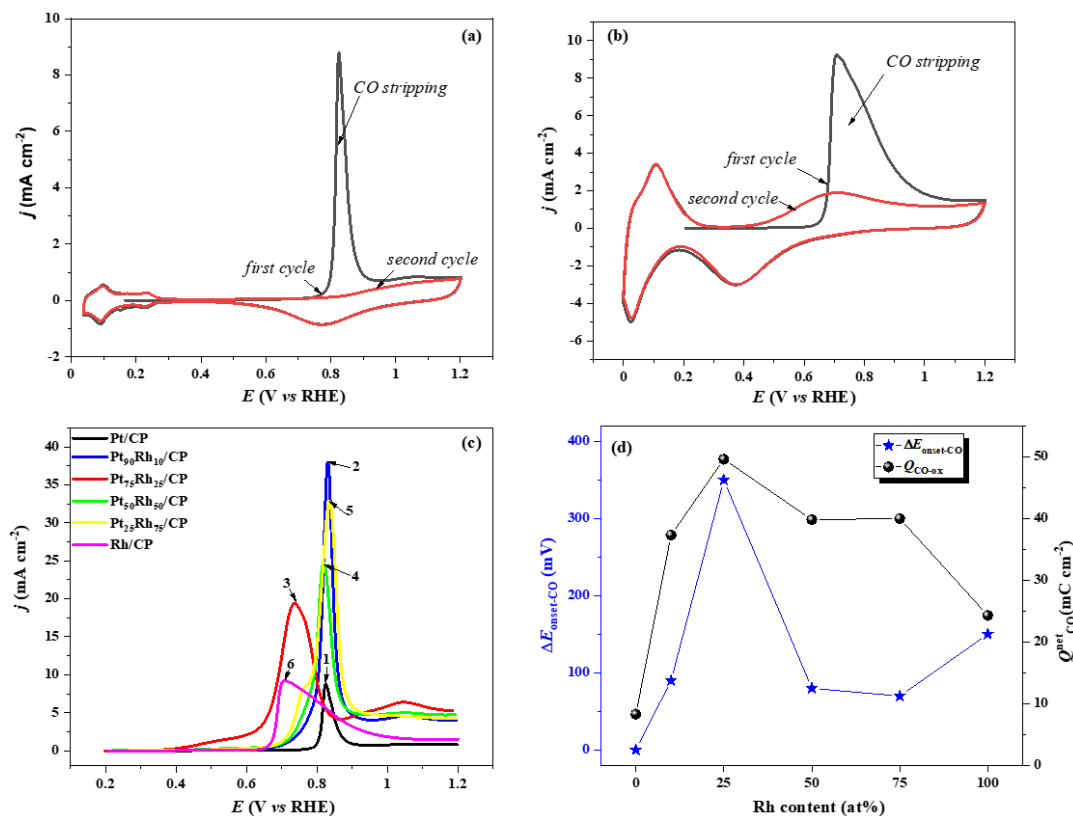 (a)
10
8
6
4
2
0
-2
j (mA cm-2)
CO stripping
first cycle
second cycle
0
0.2
0.4
0.6
0.8
1
1.2
E (V vs RHE)
(b)
10
8
6
4
2
0
-2
-4
-6
j (mA cm-2)
CO stripping
first cycle
second cycle
0
0.2
0.4
0.6
0.8
1
1.2
E (V vs RHE)
(c)
Pt/CP
Pt90Rh10/CP
Pt75Rh25/CP
Pt50Rh50/CP
Pt25Rh75/CP
Rh/CP
40
35
30
25
20
15
10
5
0
j (mA cm-2)
2
5
4
3
6
1
0.2
0.4
0.6
0.8
1.0
1.2
E (V vs RHE)
(d)
ΔEonset-CO
QCO-ox
400
300
200
100
0
ΔEonset-CO (mV)
50
40
30
20
10
0
QnetCO(mC cm-2)
0
25
50
75
100
Rh content (at%)